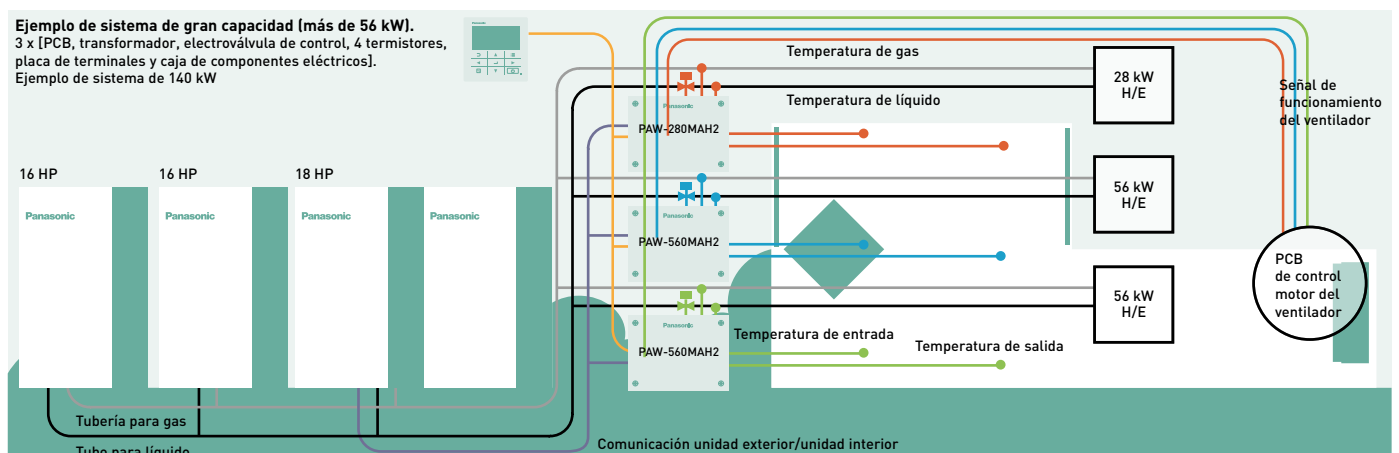 Ejemplo de sistema de gran capacidad (más de 56 kW).
3 x [PCB, transformador, electroválvula de control, 4 termistores,
placa de terminales y caja de componentes eléctricos].
Ejemplo de sistema de 140 kW
Temperatura de gas
28 kW
H/E
Señal de
funcionamiento
del ventilador
Temperatura de líquido
Panasonic
PAW-280MAH2
16 HP
16 HP
18 HP
56 kW
H/E
Panasonic
Panasonic
Panasonic
Panasonic
Panasonic
PAW-560MAH2
PCB
de control
motor del
ventilador
56 kW
H/E
Panasonic
PAW-560MAH2
Temperatura de entrada
Temperatura de salida
Tubería para gas
Tubo para líquido
Comunicación unidad exterior/unidad interior